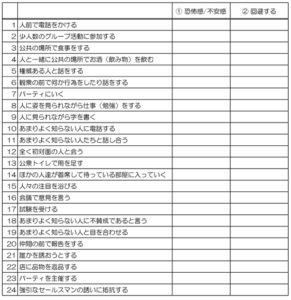 ①恐怖感/不安感 ②回避する
1 人前で電話をかける
2 少人数のグループ活動に参加する
3 公共の場所で食事をする
4 人と一緒に公共の場所でお酒(飲み物)を飲む
5 権威ある人と話をする
6 観衆の前で何か行為をしたり話をする
7 パーティにいく
8 人に姿を見られながら仕事(勉強)をする
9 人に見られながら字を書く
10 あまりよく知らない人に電話する
11 あまりよく知らない人たちと話し合う
12 全く初対面の人と会う
13 公衆トイレで用を足す
14 ほかの人達が着席して待っている部屋に入っていく
15 人々の注目を浴びる
16 会議で意見を言う
17 試験を受ける
18 あまりよく知らない人に不賛成であると言う
19 あまりよく知らない人と目を合わせる
20 仲間の前で報告をする
21 誰かを誘おうとする
22 店に品物を返品する
23 パーティを主催する
24 強引なセールスマンの誘いに抵抗する